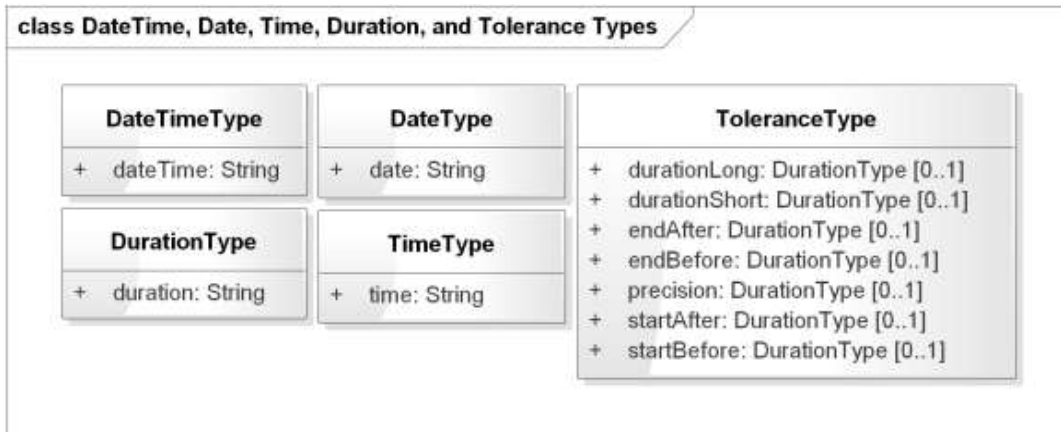 class DateTime, Date, Time, Duration, and Tolerance Types
DateTimeType
+ dateTime: String
DateType
+ date: String
ToleranceType
+ durationLong: DurationType [0..1]
+ durationShort: DurationType [0..1]
+ endAfter: DurationType [0..1]
+ endBefore: DurationType [0..1]
+ precision: DurationType [0..1]
+ startAfter: DurationType [0..1]
+ startBefore: DurationType [0..1]
DurationType
+ duration: String
TimeType
+ time: String